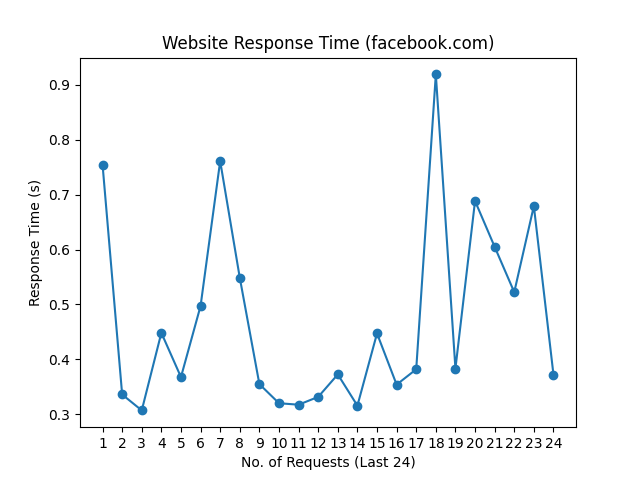 Website Response Time (facebook.com)
0.9
0.8
0.7
0.6
0.5
0.4
0.3
Response Time (s)
1 2 3 4 5 6 7 8 9 10 11 12 13 14 15 16 17 18 19 20 21 22 23 24
No. of Requests (Last 24)